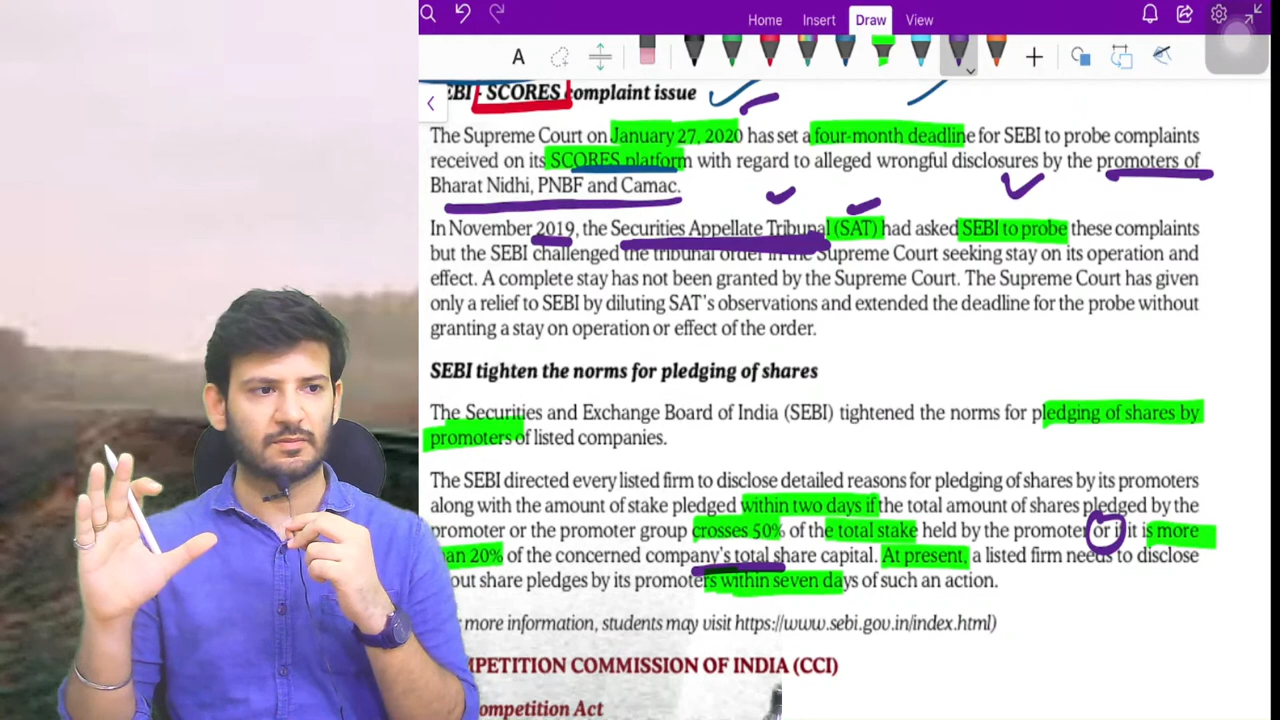 Home Insert Draw View
A
SEBI - SCORES complaint issue
The Supreme Court on January 27, 2020 has set a four-month deadline for SEBI to probe complaints
received on its SCORES platform with regard to alleged wrongful disclosures by the promoters of
Bharat Nidhi, PNBF and Camac.
In November 2019, the Securities Appellate Tribunal (SAT) had asked SEBI to probe these complaints
but the SEBI challenged the tribunal order in the Supreme Court seeking stay on its operation and
effect. A complete stay has not been granted by the Supreme Court. The Supreme Court has given
only a relief to SEBI by diluting SAT's observations and extended the deadline for the probe without
granting a stay on operation or effect of the order.
SEBI tighten the norms for pledging of shares
The Securities and Exchange Board of India (SEBI) tightened the norms for pledging of shares by
promoters of listed companies.
The SEBI directed every listed firm to disclose detailed reasons for pledging of shares by its promoters
along with the amount of stake pledged within two days if the total amount of shares pledged by the
promoter or the promoter group crosses 50% of the total stake held by the promoter or if it is more
than 20% of the concerned company's total share capital. At present, a listed firm needs to disclose
out share pledges by its promoters within seven days of such an action.
more information, students may visit https://www.sebi.gov.in/index.html)
MPETITION COMMISSION OF INDIA (CCI)
ompetition Act